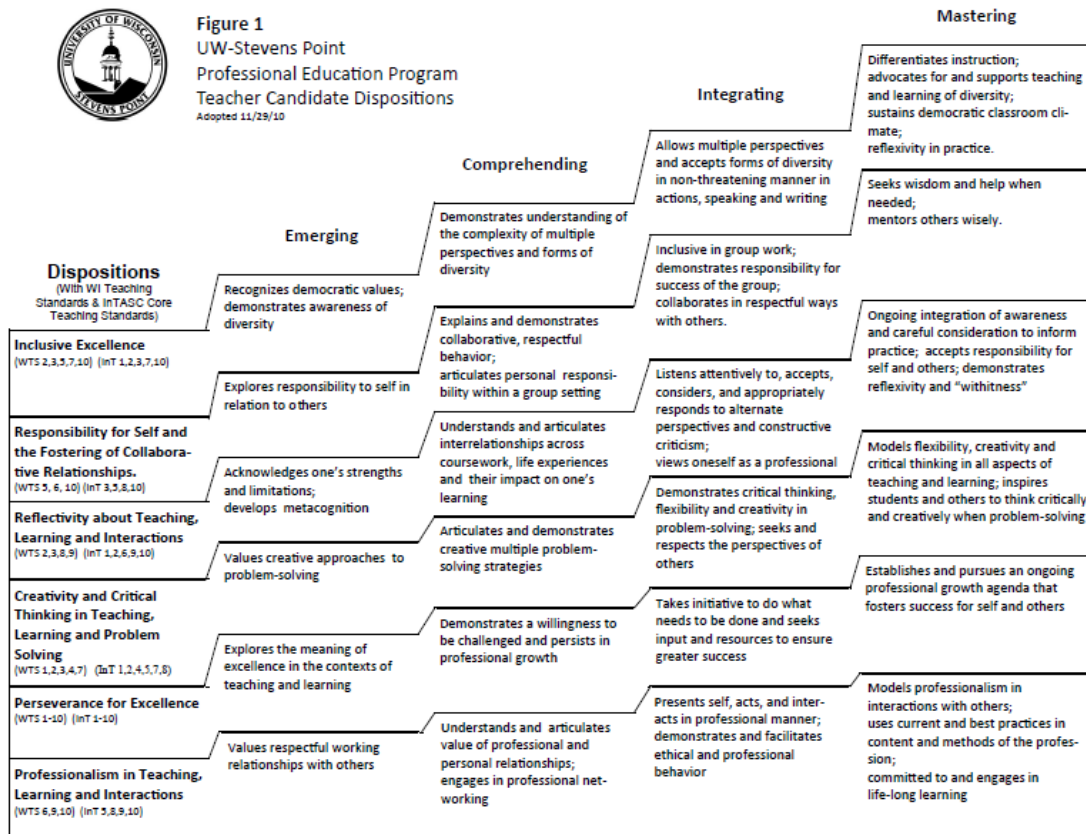 UNIVERSITY OF WISCONSIN
STEVENS POINT
Figure 1
UW-Stevens Point
Professional Education Program
Teacher Candidate Dispositions
Adopted 11/29/10
Dispositions
(With WI Teaching
Standards & InTASC Core
Teaching Standards)
Emerging
Comprehending
Integrating
Mastering
Inclusive Excellence
(WTS 2,3,5,7,10) (InT 1,2,3,7,10)
Recognizes democratic values;
demonstrates awareness of
diversity
Demonstrates understanding of
the complexity of multiple
perspectives and forms of
diversity
Allows multiple perspectives
and accepts forms of diversity
in non-threatening manner in
actions, speaking and writing
Differentiates instruction;
advocates for and supports teaching
and learning of diversity;
sustains democratic classroom cli-
mate;
reflexivity in practice.
Responsibility for Self and
the Fostering of Collabora-
tive Relationships.
(WTS 5, 6, 10) (InT 3,5,8,10)
Explores responsibility to self in
relation to others
Explains and demonstrates
collaborative, respectful
behavior;
articulates personal responsi-
bility within a group setting
Inclusive in group work;
demonstrates responsibility for
success of the group;
collaborates in respectful ways
with others.
Seeks wisdom and help when
needed;
mentors others wisely.
Reflectivity about Teaching,
Learning and Interactions
(WTS 2,3,8,9) (InT 1,2,6,9,10)
Acknowledges one's strengths
and limitations;
develops metacognition
Understands and articulates
interrelationships across
coursework, life experiences
and their impact on one's
learning
Listens attentively to, accepts,
considers, and appropriately
responds to alternate
perspectives and constructive
criticism;
views oneself as a professional
Ongoing integration of awareness
and careful consideration to inform
practice; accepts responsibility for
self and others; demonstrates
reflexivity and "withitness"
Creativity and Critical
Thinking in Teaching,
Learning and Problem
Solving
(WTS 1,2,3,4,7) (InT 1,2,4,5,7,8)
Values creative approaches to
problem-solving
Articulates and demonstrates
creative multiple problem-
solving strategies
Demonstrates critical thinking,
flexibility and creativity in
problem-solving; seeks and
respects the perspectives of
others
Models flexibility, creativity and
critical thinking in all aspects of
teaching and learning; inspires
students and others to think critically
and creatively when problem-solving
Perseverance for Excellence
(WTS 1-10) (InT 1-10)
Explores the meaning of
excellence in the contexts of
teaching and learning
Demonstrates a willingness to
be challenged and persists in
professional growth
Takes initiative to do what
needs to be done and seeks
input and resources to ensure
greater success
Establishes and pursues an ongoing
professional growth agenda that
fosters success for self and others
Professionalism in Teaching,
Learning and Interactions
(WTS 6,9,10) (InT 5,8,9,10)
Values respectful working
relationships with others
Understands and articulates
value of professional and
personal relationships;
engages in professional net-
working
Presents self, acts, and inter-
acts in professional manner;
demonstrates and facilitates
ethical and professional
behavior
Models professionalism in
interactions with others;
uses current and best practices in
content and methods of the profes-
sion;
committed to and engages in
life-long learning